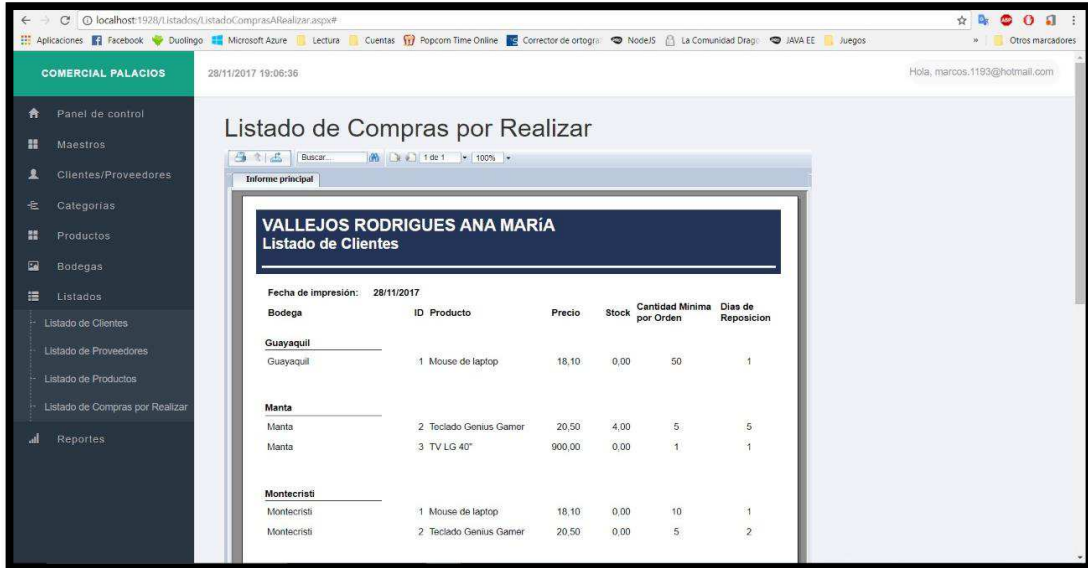 localhost:1928/Listados/ListadoComprasARealizar.aspx#
Aplicaciones Facebook Duolingo Microsoft Azure Lectura Cuentas Popcorn Time Online Corrector de ortogra NodeJS La Comunidad Drago JAVA EE Juegos » Otros marcadores
COMERCIAL PALACIOS 28/11/2017 19:06:36 Hola, marcos.1193@hotmail.com
Panel de control
Maestros
Clientes/Proveedores
Categorias
Productos
Bodegas
Listados
Listado de Clientes
Listado de Proveedores
Listado de Productos
Listado de Compras por Realizar
Reportes
Listado de Compras por Realizar
Buscar... 1 de 1 100%
Informe principal
VALLEJOS RODRIGUES ANA MARíA
Listado de Clientes
Fecha de impresión: 28/11/2017
Bodega ID Producto Precio Stock Cantidad Minima por Orden Dias de Reposicion
Guayaquil
Guayaquil 1 Mouse de laptop 18,10 0,00 50 1
Manta
Manta 2 Teclado Genius Gamer 20,50 4,00 5 5
Manta 3 TV LG 40" 900,00 0,00 1 1
Montecristi
Montecristi 1 Mouse de laptop 18,10 0,00 10 1
Montecristi 2 Teclado Genius Gamer 20,50 0,00 5 2